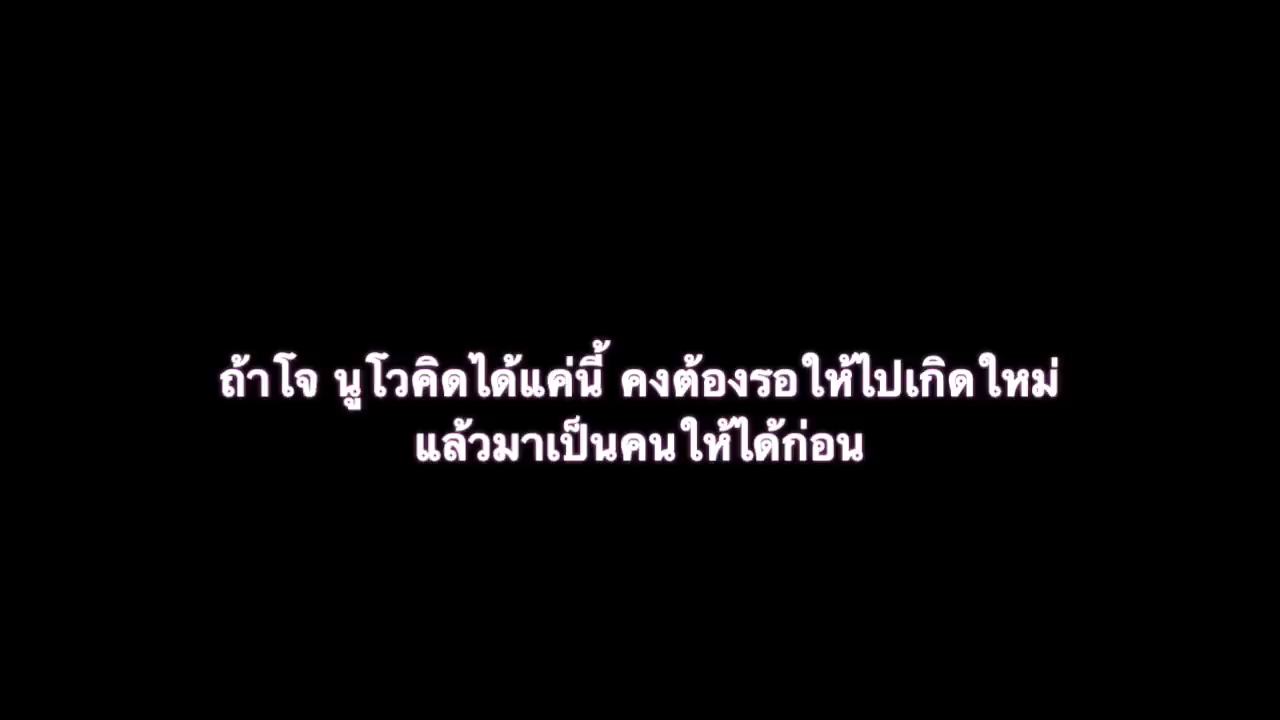 ถ้าโจ นูโวคิดได้แค่นี้ คงต้องรอให้ไปเกิดใหม่
แล้วมาเป็นคนให้ได้ก่อน